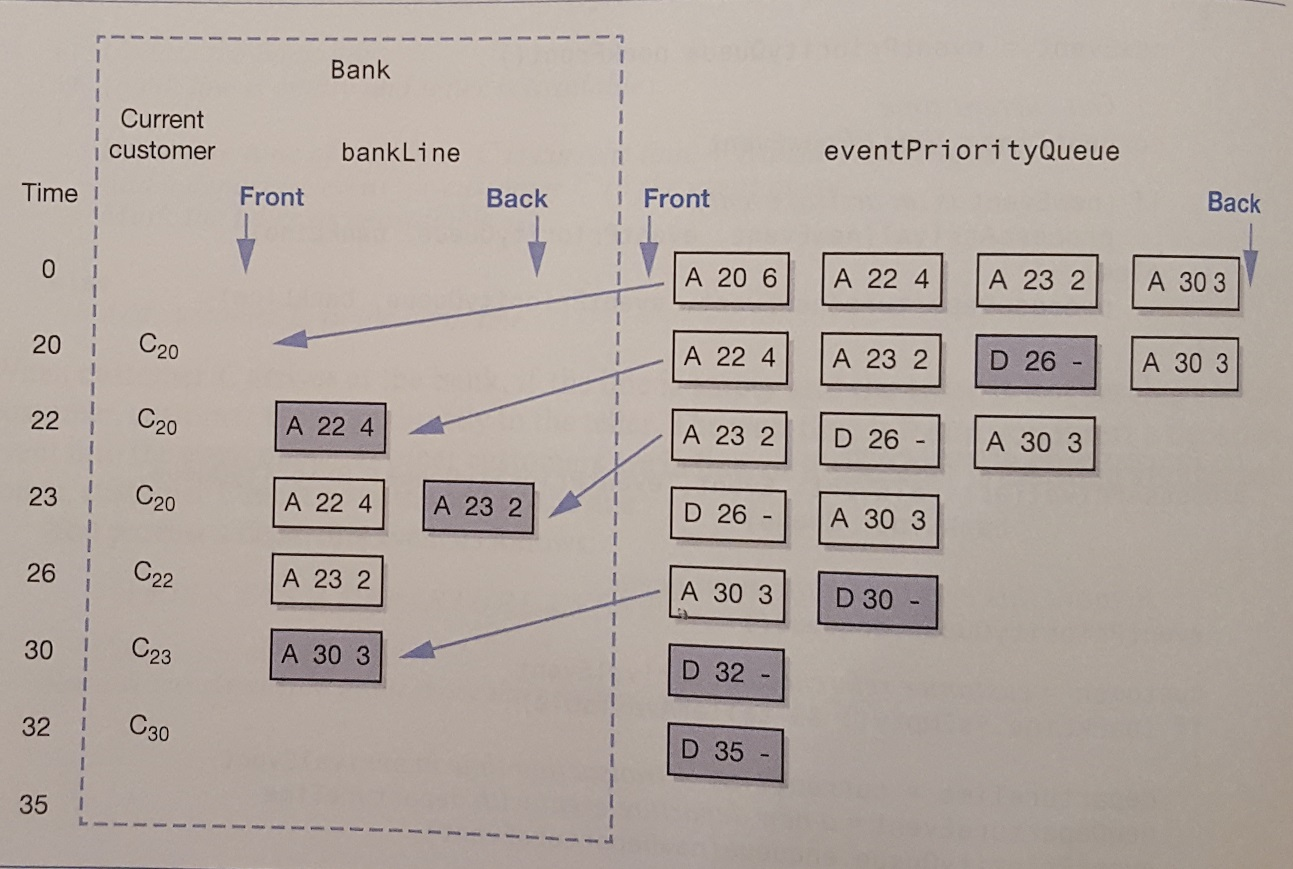 Bank
Current
customer
bankLine
eventPriorityQueue
Time
Front
Back
Front
Back
0
A 20 6
A 22 4
A 23 2
A 30 3
20
C20
A 22 4
A 23 2
D 26 -
A 30 3
22
C20
A 22 4
A 23 2
D 26 -
A 30 3
23
C20
A 22 4
A 23 2
D 26 -
A 30 3
26
C22
A 23 2
A 30 3
D 30 -
30
C23
A 30 3
D 32 -
32
C30
D 35 -
35